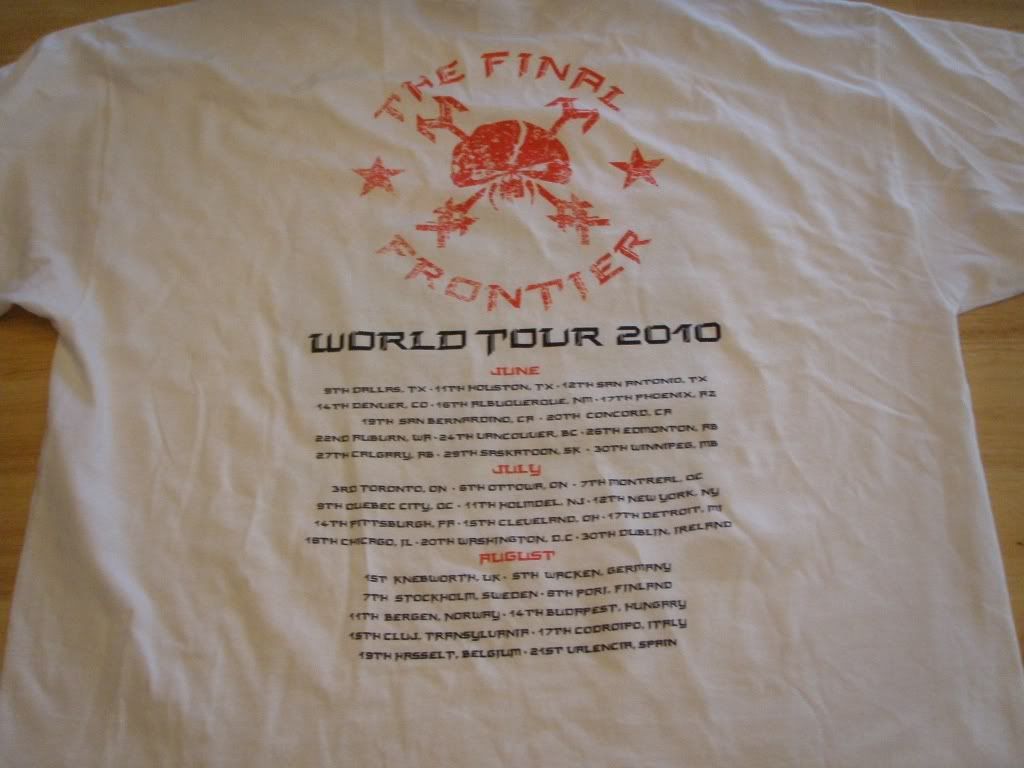 THE FINAL
FRONTIER
WORLD TOUR 2010
JUNE
9TH DALLAS, TX · 11TH HOUSTON, TX · 12TH SAN ANTONIO, TX
14TH DENVER, CO · 16TH ALBUQUERQUE, NM · 17TH PHOENIX, AZ
19TH SAN BERNARDINO, CA · 20TH CONCORD, CA
22ND AUBURN, WA · 24TH VANCOUVER, BC · 26TH EDMONTON, AB
27TH CALGARY, AB · 29TH SASKATOON, SK · 30TH WINNIPEG, MB
JULY
3RD TORONTO, ON · 5TH OTTOWA, ON · 7TH MONTREAL, QC
9TH QUEBEC CITY, QC · 11TH HOLMDEL, NJ · 12TH NEW YORK, NY
14TH PITTSBURGH, PA · 15TH CLEVELAND, OH · 17TH DETROIT, MI
18TH CHICAGO, IL · 20TH WASHINGTON, D.C · 30TH DUBLIN, IRELAND
AUGUST
1ST KNEBWORTH, UK · 5TH WACKEN, GERMANY
7TH STOCKHOLM, SWEDEN · 8TH PORI, FINLAND
11TH BERGEN, NORWAY · 14TH BUDAPEST, HUNGARY
15TH CLUJ, TRANSYLVANIA · 17TH CODROIPO, ITALY
19TH HASSELT, BELGIUM · 21ST VALENCIA, SPAIN